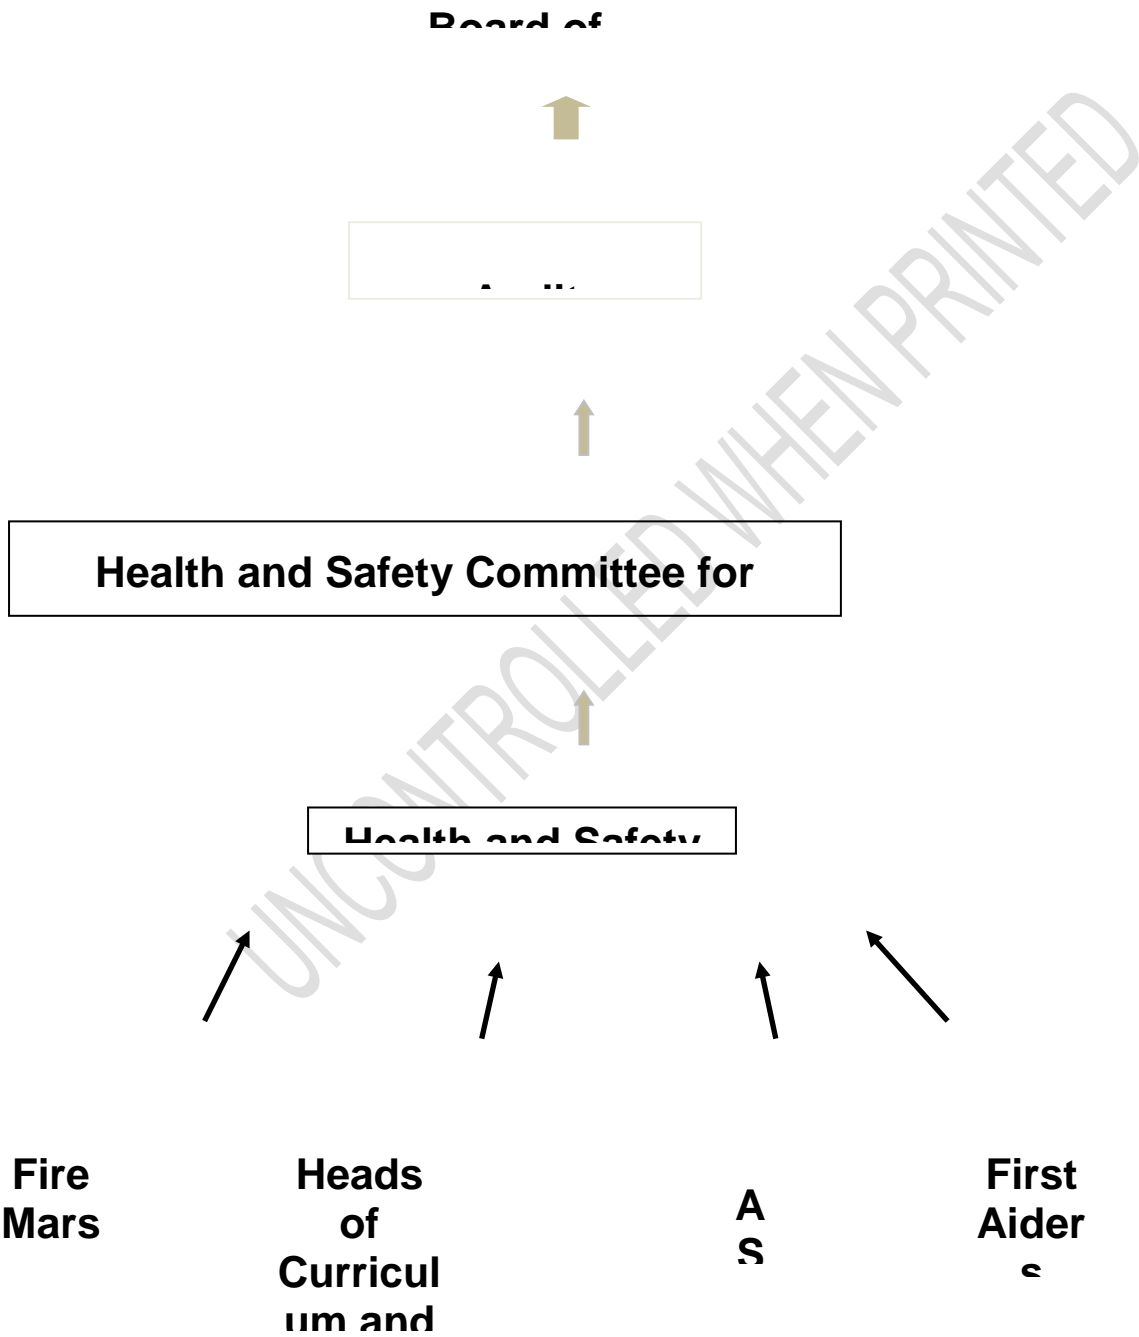 Board of
Audit
Health and Safety Committee for
Health and Safety
Fire
Mars
Heads
of
Curricul
um and
A
S
First
Aider
s
UNCONTROLLED WHEN PRINTED